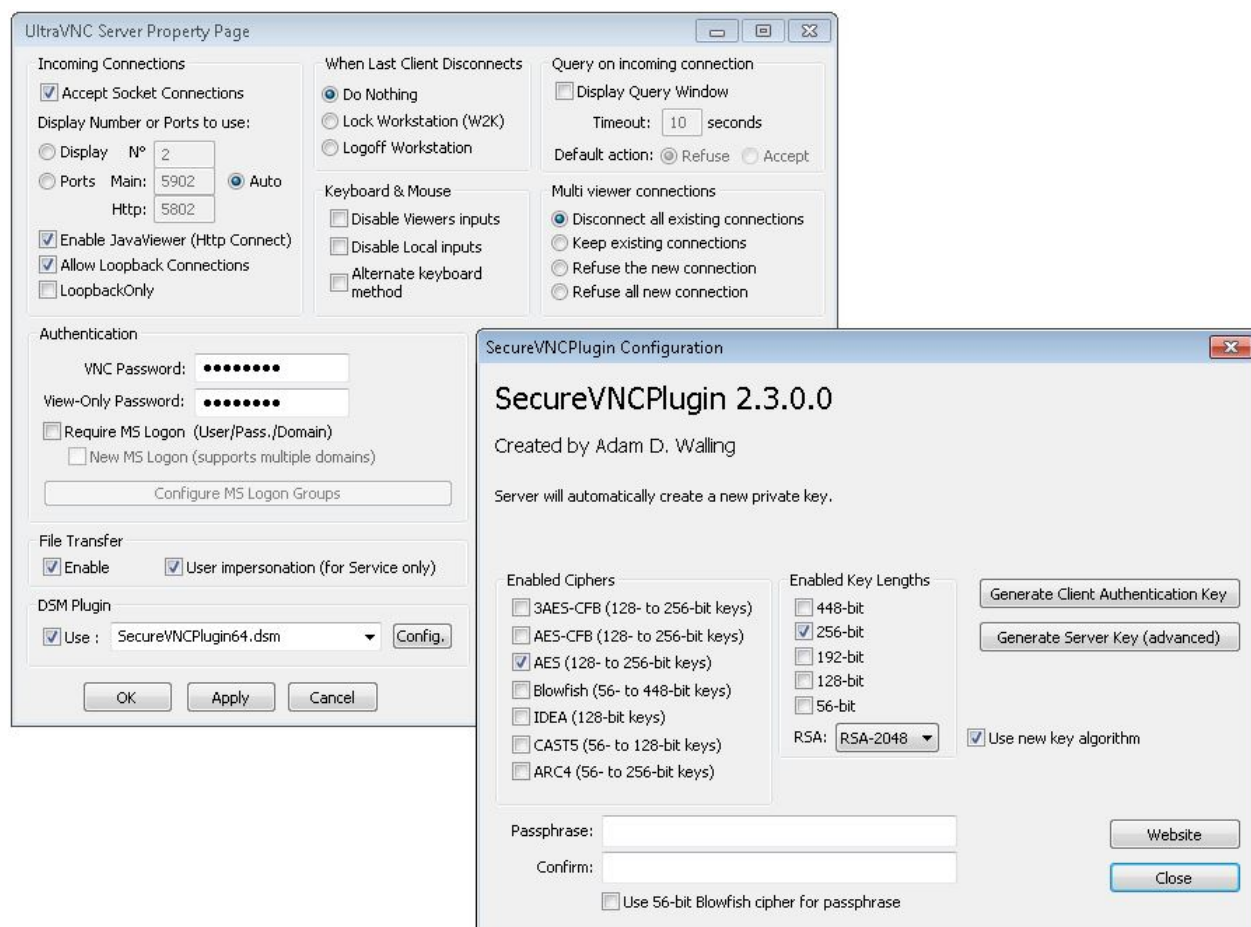 UltraVNC Server Property Page
Incoming Connections
Accept Socket Connections
Display Number or Ports to use:
Display N° 2
Ports Main: 5902 Auto
Http: 5802
Enable JavaViewer (Http Connect)
Allow Loopback Connections
LoopbackOnly
When Last Client Disconnects
Do Nothing
Lock Workstation (W2K)
Logoff Workstation
Keyboard & Mouse
Disable Viewers inputs
Disable Local inputs
Alternate keyboard
method
Query on incoming connection
Display Query Window
Timeout: 10 seconds
Default action: Refuse Accept
Multi viewer connections
Disconnect all existing connections
Keep existing connections
Refuse the new connection
Refuse all new connection
Authentication
VNC Password: ●●●●●●●●
View-Only Password: ●●●●●●●●
Require MS Logon (User/Pass./Domain)
New MS Logon (supports multiple domains)
Configure MS Logon Groups
File Transfer
Enable User impersonation (for Service only)
DSM Plugin
Use : SecureVNCPlugin64.dsm Config.
OK Apply Cancel
SecureVNCPlugin Configuration
SecureVNCPlugin 2.3.0.0
Created by Adam D. Walling
Server will automatically create a new private key.
Enabled Ciphers
3AES-CFB (128- to 256-bit keys)
AES-CFB (128- to 256-bit keys)
AES (128- to 256-bit keys)
Blowfish (56- to 448-bit keys)
IDEA (128-bit keys)
CAST5 (56- to 128-bit keys)
ARC4 (56- to 256-bit keys)
Enabled Key Lengths
448-bit
256-bit
192-bit
128-bit
56-bit
RSA: RSA-2048
Generate Client Authentication Key
Generate Server Key (advanced)
Use new key algorithm
Passphrase:
Confirm:
Use 56-bit Blowfish cipher for passphrase
Website
Close